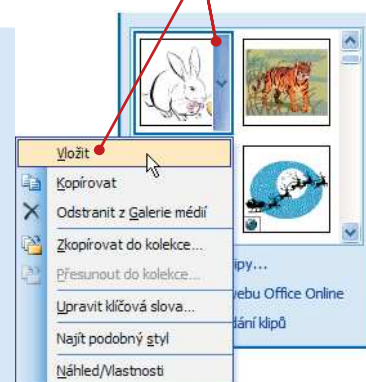 Vložit
Kopírovat
Odstranit z Galerie médií
Zkopírovat do kolekce...
Přesunout do kolekce...
Upravit klíčová slova...
Najít podobný styl
Náhled/Vlastnosti
ipy...
ebu Office Online
dání klipů